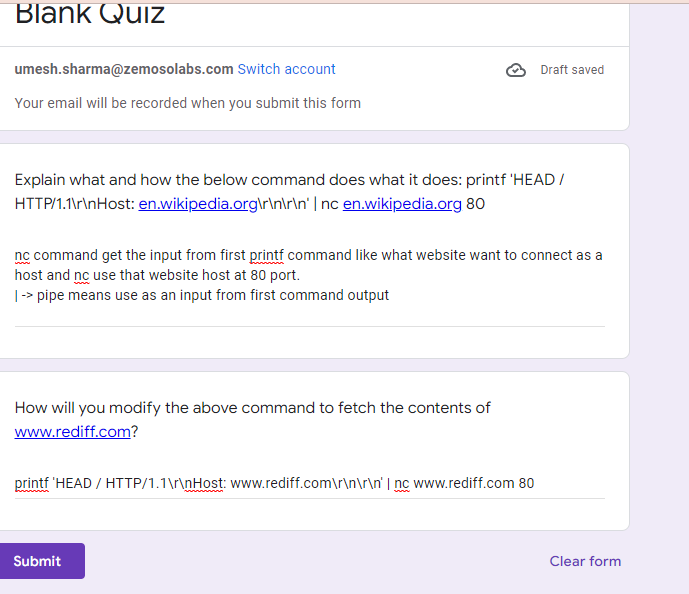 Blank Quiz
umesh.sharma@zemosolabs.com Switch account
Draft saved
Your email will be recorded when you submit this form
Explain what and how the below command does what it does: printf 'HEAD /
HTTP/1.1\r\nHost: en.wikipedia.org\r\n\r\n' | nc en.wikipedia.org 80
nc command get the input from first printf command like what website want to connect as a
host and nc use that website host at 80 port.
| -> pipe means use as an input from first command output
How will you modify the above command to fetch the contents of
www.rediff.com?
printf 'HEAD / HTTP/1.1\r\nHost: www.rediff.com\r\n\r\n' | nc www.rediff.com 80
Submit
Clear form